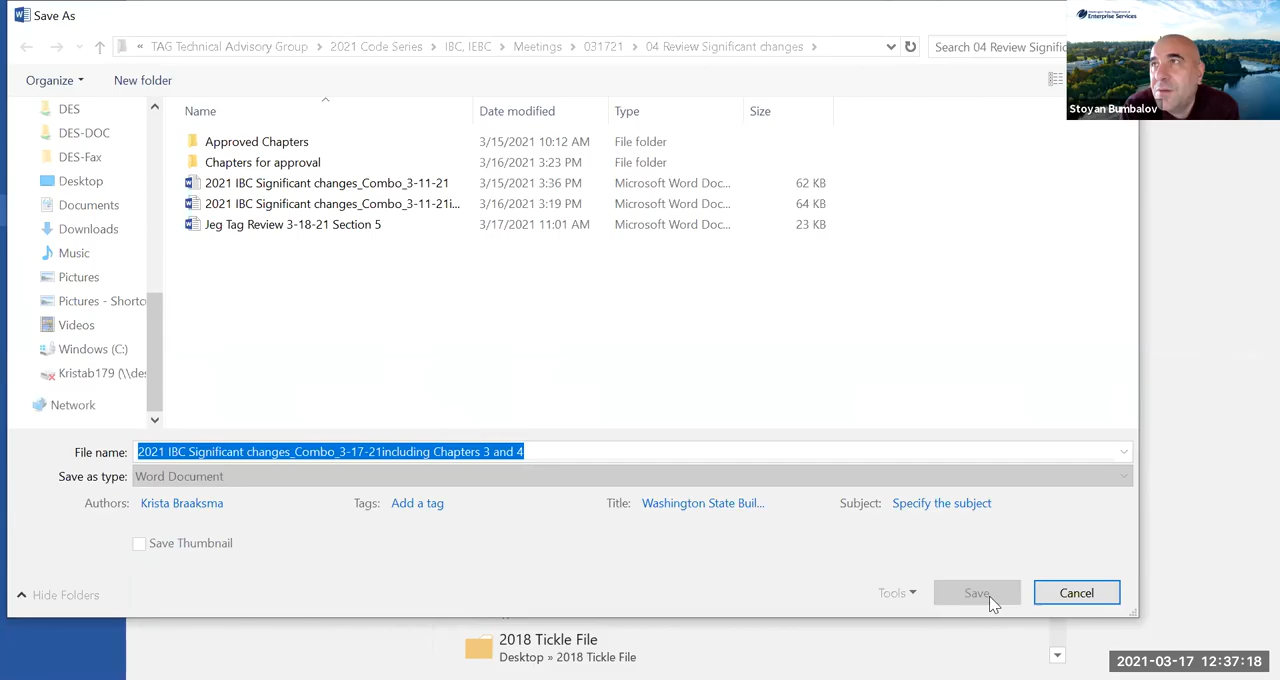 Save As
« TAG Technical Advisory Group > 2021 Code Series > IBC, IEBC > Meetings > 031721 > 04 Review Significant changes >
Search 04 Review Signific
Organize
New folder
Washington State Department of
Enterprise Services
Stoyan Bumbalov
Name Date modified Type Size
DES
DES-DOC
DES-Fax
Desktop
Documents
Downloads
Music
Pictures
Pictures - Shortcu
Videos
Windows (C:)
Kristab179 (\\des
Network
Approved Chapters 3/15/2021 10:12 AM File folder
Chapters for approval 3/16/2021 3:23 PM File folder
2021 IBC Significant changes_Combo_3-11-21 3/15/2021 3:36 PM Microsoft Word Doc... 62 KB
2021 IBC Significant changes_Combo_3-11-21i... 3/16/2021 3:19 PM Microsoft Word Doc... 64 KB
Jeg Tag Review 3-18-21 Section 5 3/17/2021 11:01 AM Microsoft Word Doc... 23 KB
File name: 2021 IBC Significant changes_Combo_3-17-21including Chapters 3 and 4
Save as type: Word Document
Authors: Krista Braaksma Tags: Add a tag Title: Washington State Buil... Subject: Specify the subject
Save Thumbnail
Hide Folders
Tools
Save
Cancel
2018 Tickle File
Desktop » 2018 Tickle File
2021-03-17 12:37:18